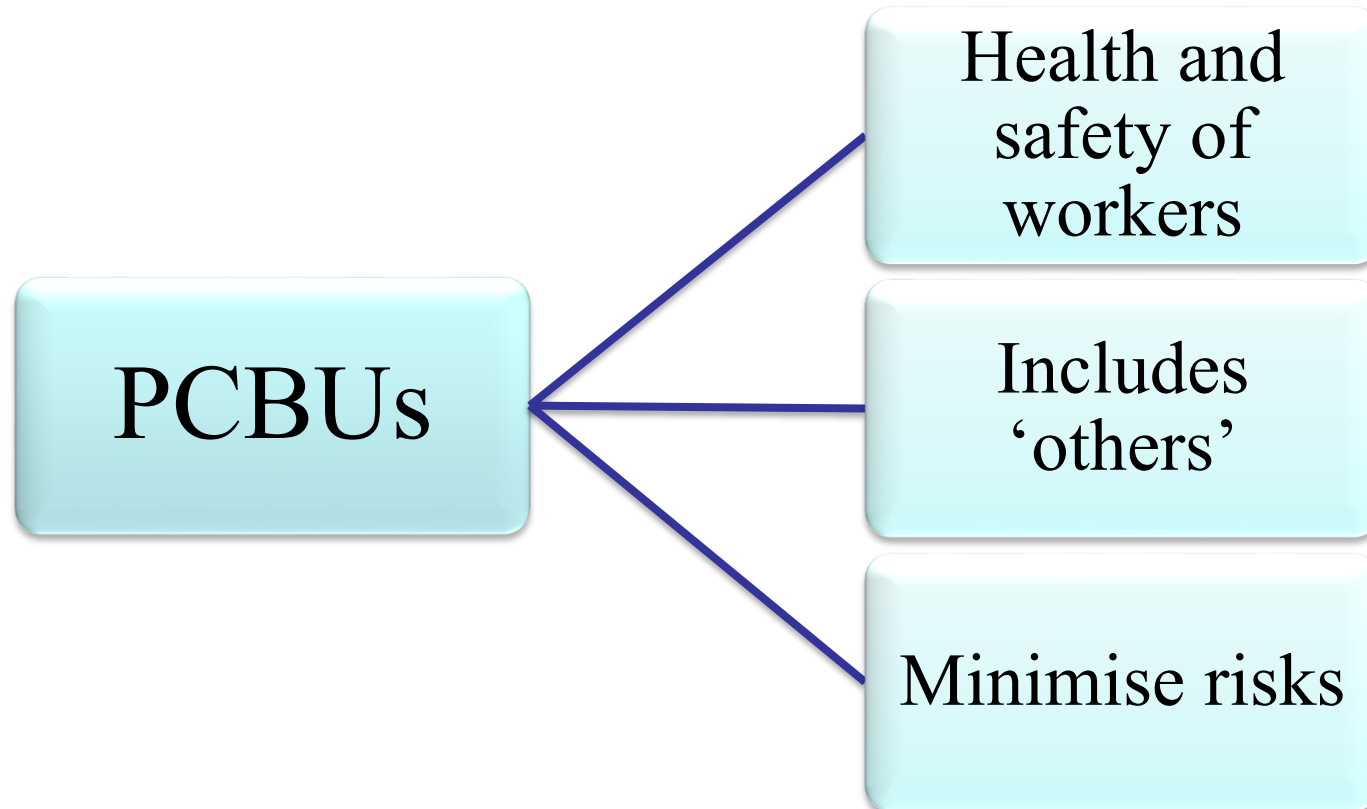 PCBUs
Health and
safety of
workers
Includes
‘others’
Minimise risks